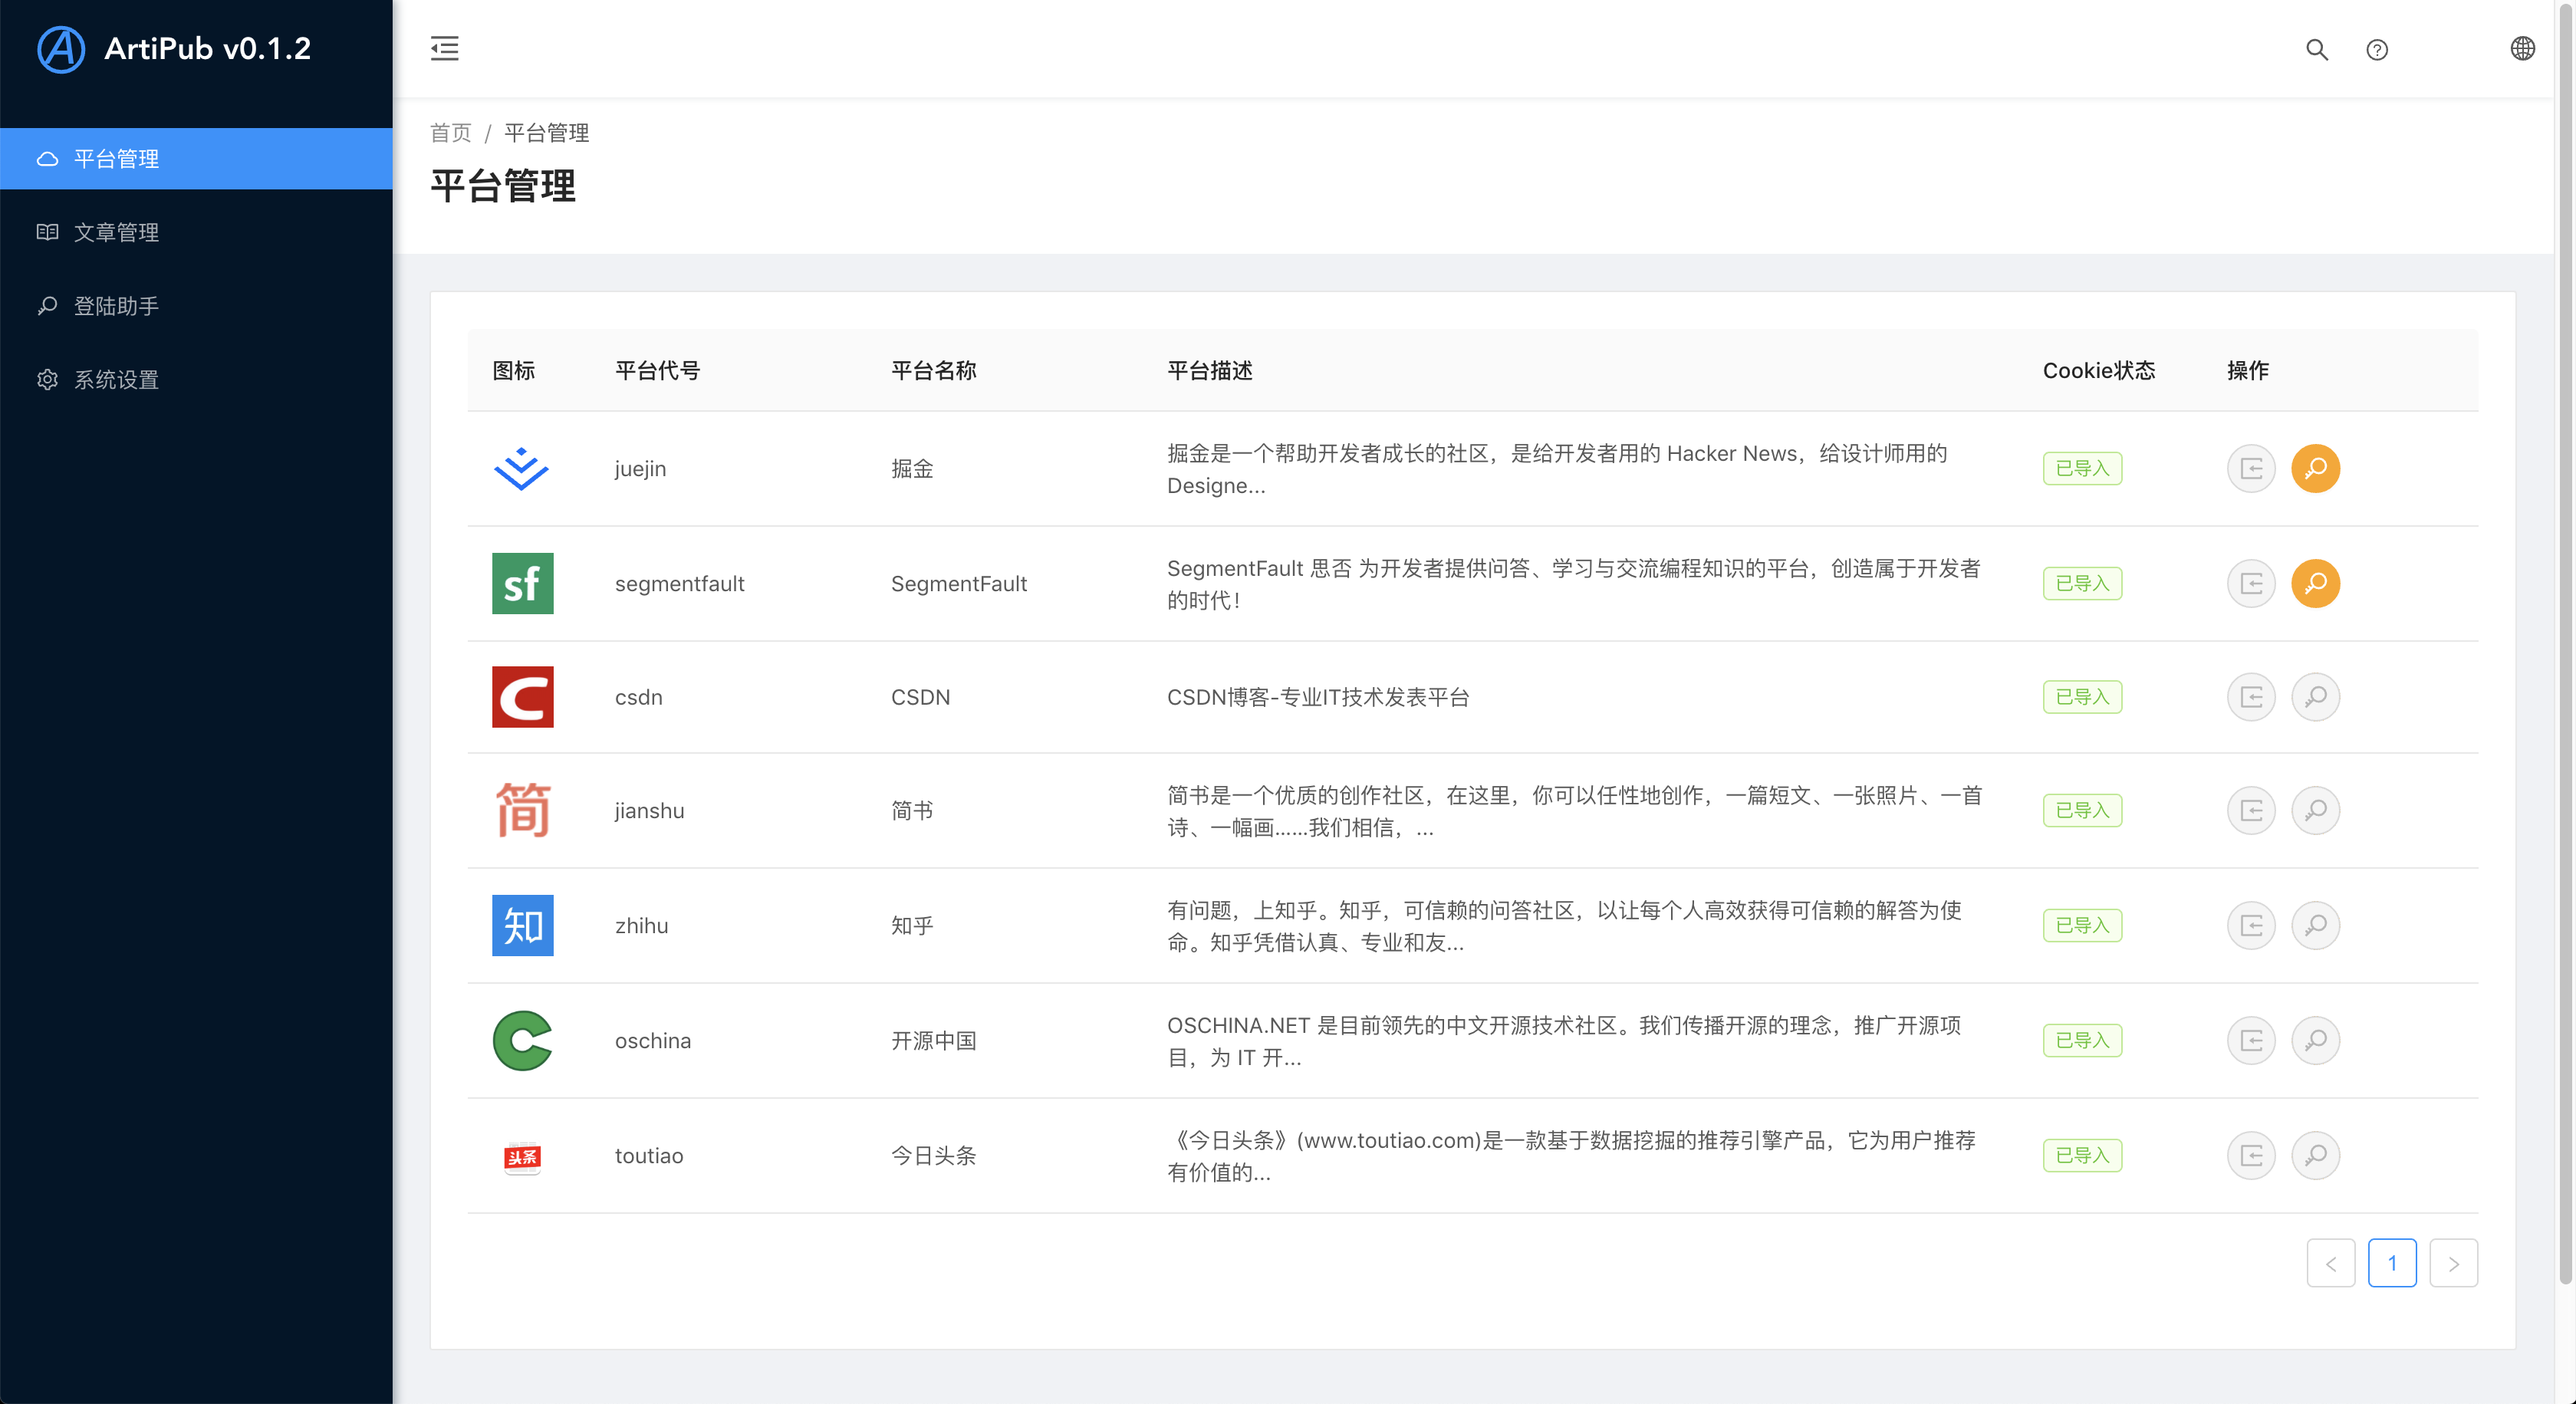 ArtiPub v0.1.2
平台管理
文章管理
登陆助手
系统设置
首页 / 平台管理
平台管理
图标 平台代号 平台名称 平台描述 Cookie状态 操作
juejin 掘金 掘金是一个帮助开发者成长的社区，是给开发者用的 Hacker News，给设计师用的
Designe... 已导入
sf segmentfault SegmentFault SegmentFault 思否 为开发者提供问答、学习与交流编程知识的平台，创造属于开发者
的时代！ 已导入
C csdn CSDN CSDN博客-专业IT技术发表平台 已导入
简 jianshu 简书 简书是一个优质的创作社区，在这里，你可以任性地创作，一篇短文、一张照片、一首
诗、一幅画……我们相信，... 已导入
知 zhihu 知乎 有问题，上知乎。知乎，可信赖的问答社区，以让每个人高效获得可信赖的解答为使
命。知乎凭借认真、专业和友... 已导入
oschina 开源中国 OSCHINA.NET 是目前领先的中文开源技术社区。我们传播开源的理念，推广开源项
目，为 IT 开... 已导入
头条 toutiao 今日头条 《今日头条》(www.toutiao.com)是一款基于数据挖掘的推荐引擎产品，它为用户推荐
有价值的... 已导入
< 1 >